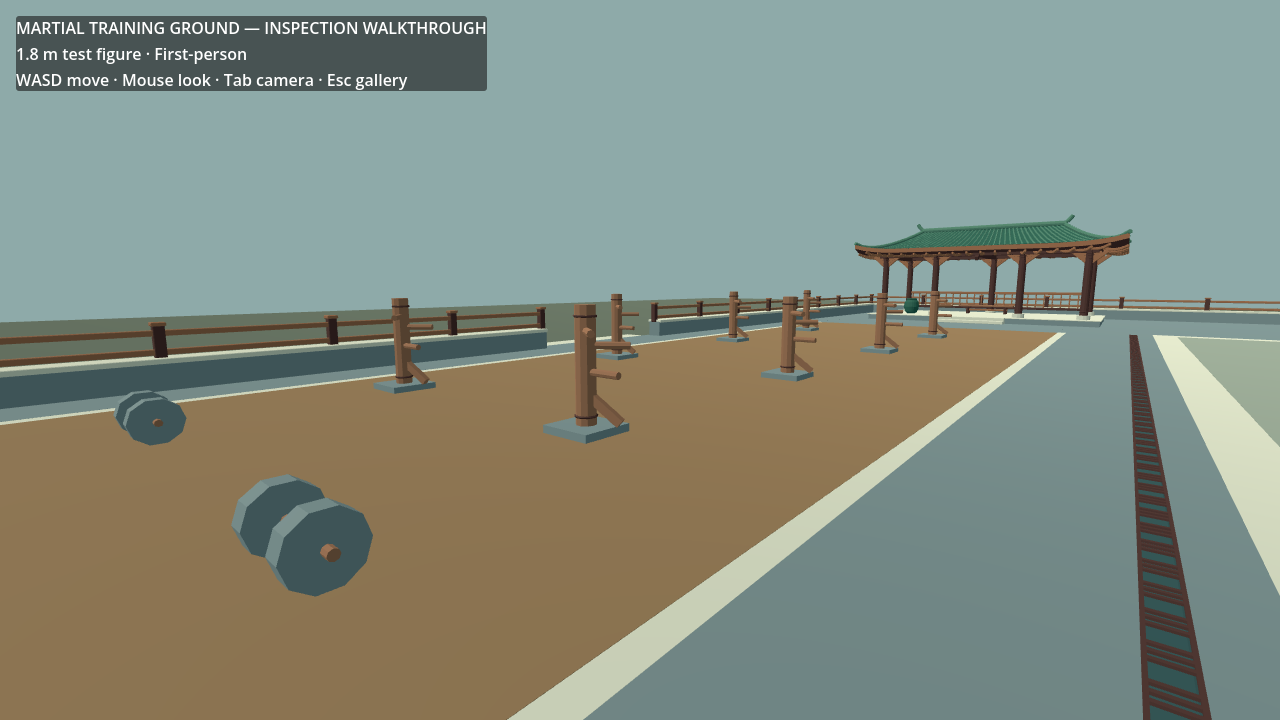 MARTIAL TRAINING GROUND — INSPECTION WALKTHROUGH
1.8 m test figure · First-person
WASD move · Mouse look · Tab camera · Esc gallery